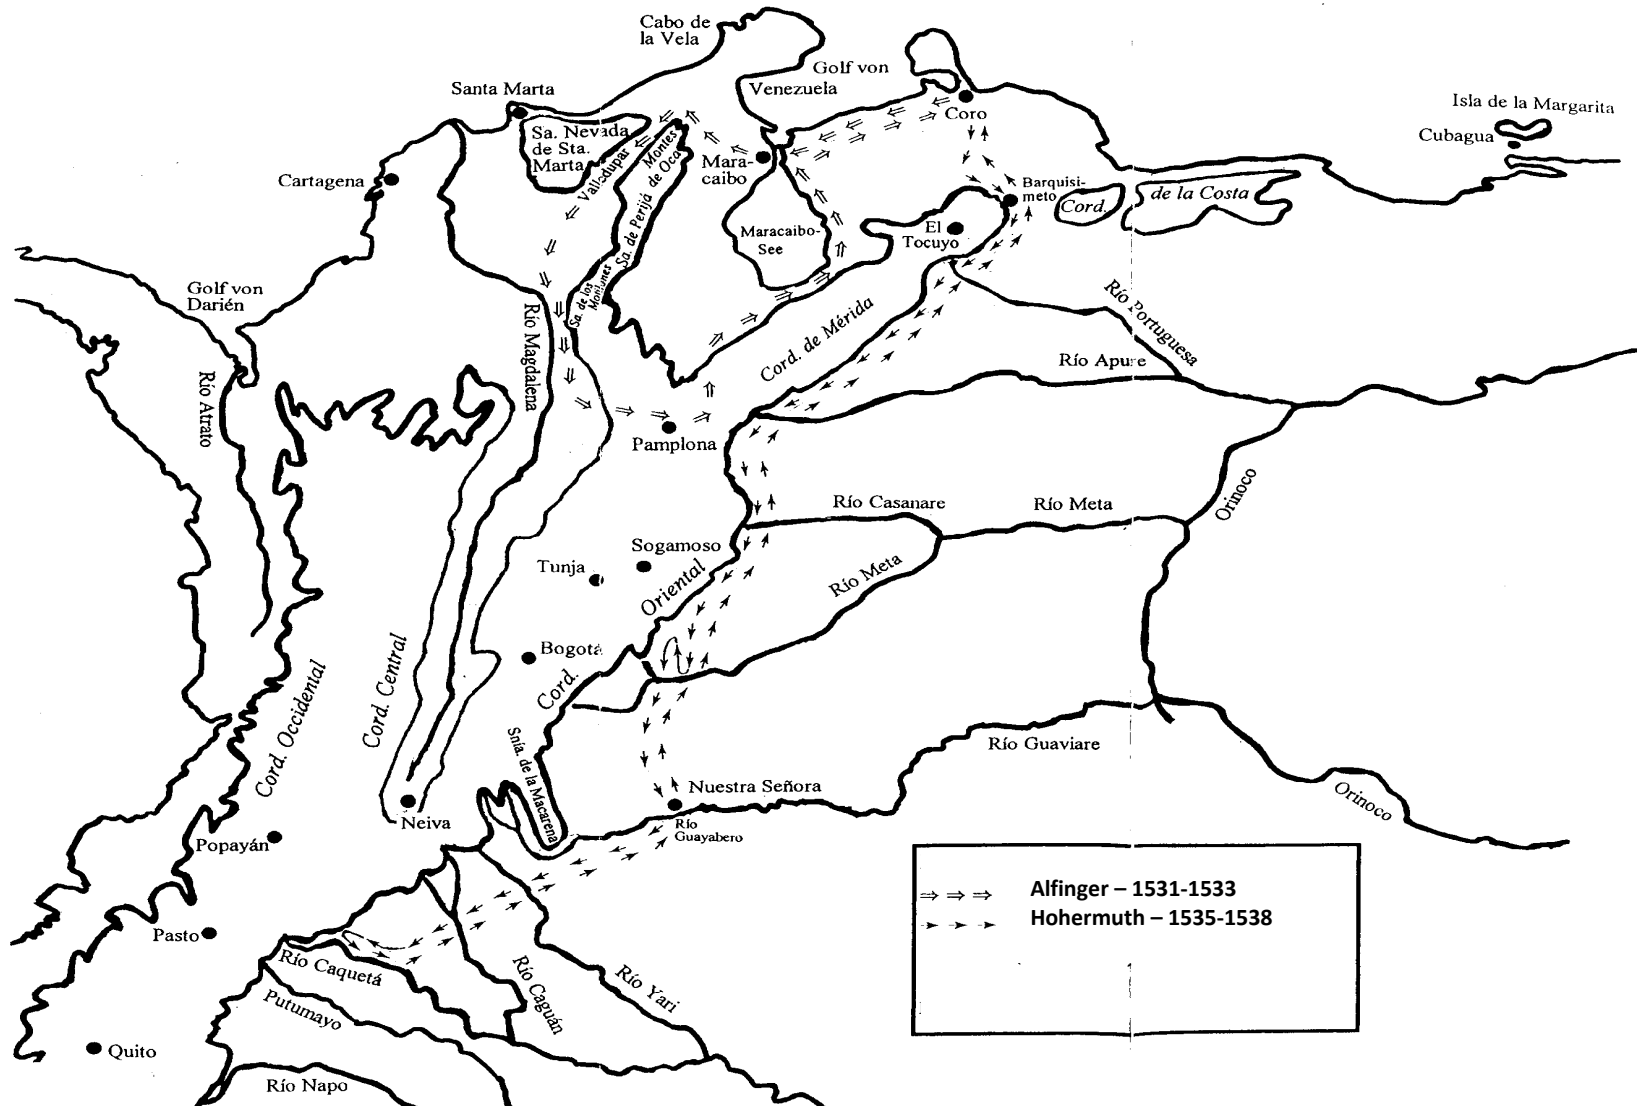 Cabo de
la Vela
Golf von
Venezuela
Santa Marta
Coro
Isla de la Margarita
Cubagua
Sa. Nevada
de Sta.
Marta
Valledupar
Montes
de Oca
Sa. de Perijá
Sa. de los
Motilones
Mara-
caibo
Cartagena
Barquisi-
meto
Cord.
de la Costa
El
Tocuyo
Maracaibo-
See
Golf von
Darién
Río Magdalena
Río Atrato
Cord. de Mérida
Río Portuguesa
Río Apure
Pamplona
Río Casanare
Río Meta
Orinoco
Sogamoso
Tunja
Oriental
Río Meta
Bogotá
Cord.
Cord. Central
Cord. Occidental
Snía. de la Macarena
Río Guaviare
Nuestra Señora
Orinoco
Neiva
Río
Guayabero
Popayán
Pasto
Río Caquetá
Río Caguán
Río Yari
Putumayo
Quito
Río Napo
Alfinger – 1531-1533
Hohermuth – 1535-1538